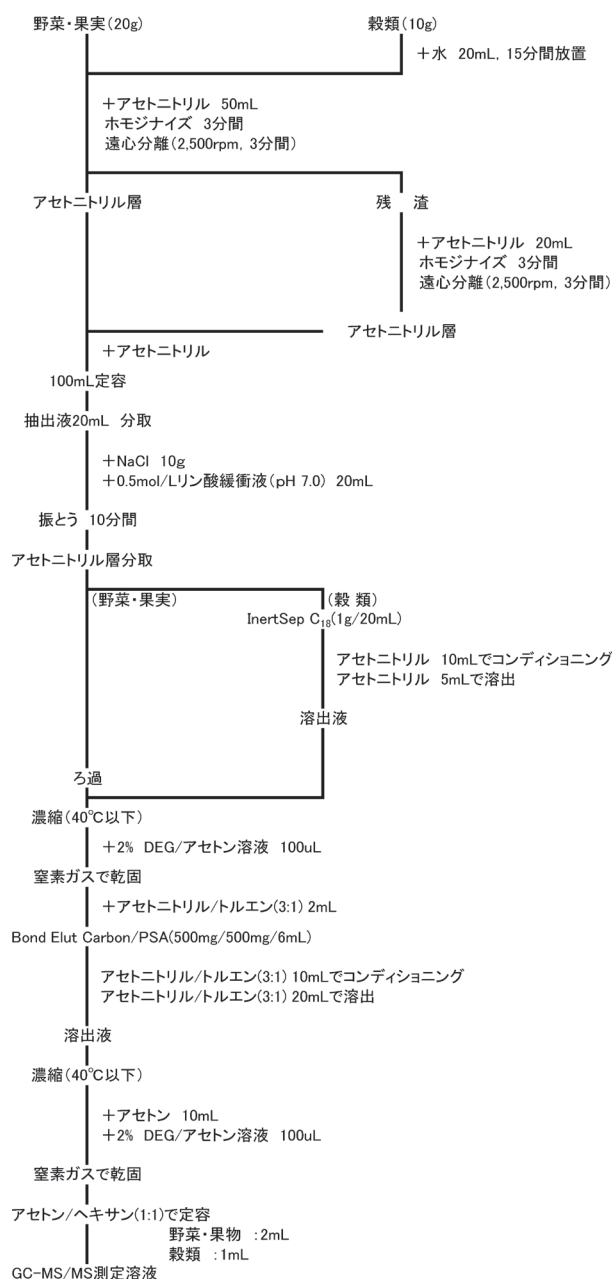 野菜・果実(20g)
穀類(10g)
＋水 20mL, 15分間放置
＋アセトニトリル 50mL
ホモジナイズ 3分間
遠心分離(2,500rpm, 3分間)
アセトニトリル層
残 渣
＋アセトニトリル 20mL
ホモジナイズ 3分間
遠心分離(2,500rpm, 3分間)
アセトニトリル層
＋アセトニトリル
100mL定容
抽出液20mL 分取
＋NaCl 10g
＋0.5mol/Lリン酸緩衝液(pH 7.0) 20mL
振とう 10分間
アセトニトリル層分取
(野菜・果実)
(穀 類)
InertSep C₁₈(1g/20mL)
アセトニトリル 10mLでコンディショニング
アセトニトリル 5mLで溶出
溶出液
ろ過
濃縮(40℃以下)
＋2% DEG/アセトン溶液 100uL
窒素ガスで乾固
＋アセトニトリル/トルエン(3:1) 2mL
Bond Elut Carbon/PSA(500mg/500mg/6mL)
アセトニトリル/トルエン(3:1) 10mLでコンディショニング
アセトニトリル/トルエン(3:1) 20mLで溶出
溶出液
濃縮(40℃以下)
＋アセトン 10mL
＋2% DEG/アセトン溶液 100uL
窒素ガスで乾固
アセトン/ヘキサン(1:1)で定容
野菜・果物 :2mL
穀類 :1mL
GC-MS/MS測定溶液